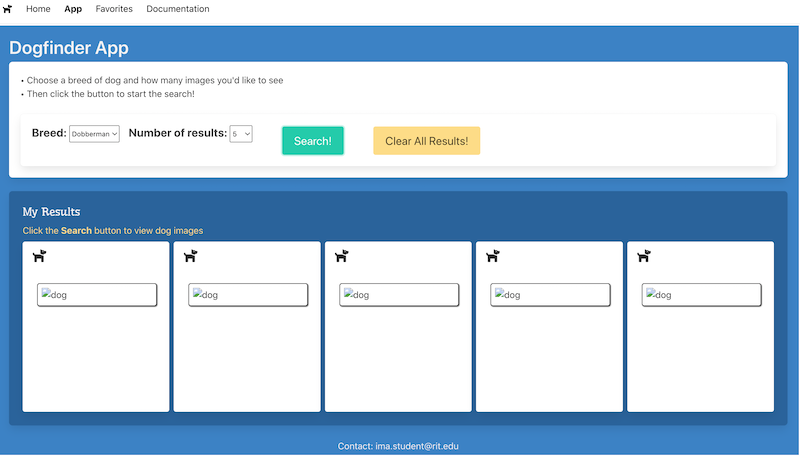 Home App Favorites Documentation
Dogfinder App
• Choose a breed of dog and how many images you'd like to see
• Then click the button to start the search!
Breed: Dobberman Number of results: 5 Search! Clear All Results!
My Results
Click the Search button to view dog images
dog dog dog dog dog
Contact: ima.student@rit.edu